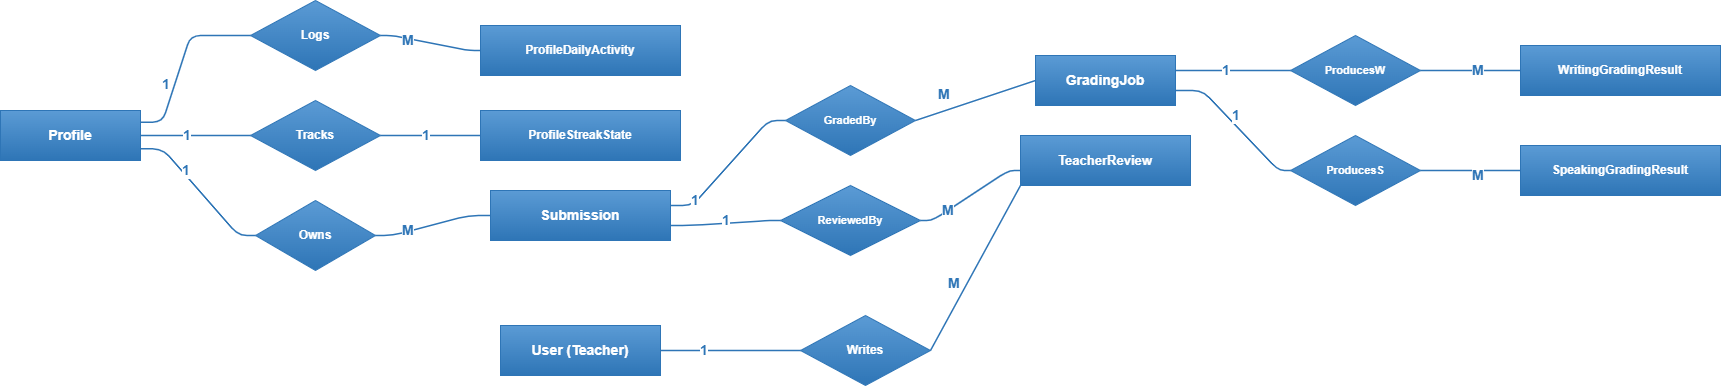 Logs
M
ProfileDailyActivity
1
Profile
1
Tracks
1
ProfileStreakState
1
Owns
M
Submission
1
GradedBy
M
GradingJob
1
ProducesW
M
WritingGradingResult
1
ProducesS
M
SpeakingGradingResult
1
ReviewedBy
M
TeacherReview
User (Teacher)
1
Writes
M